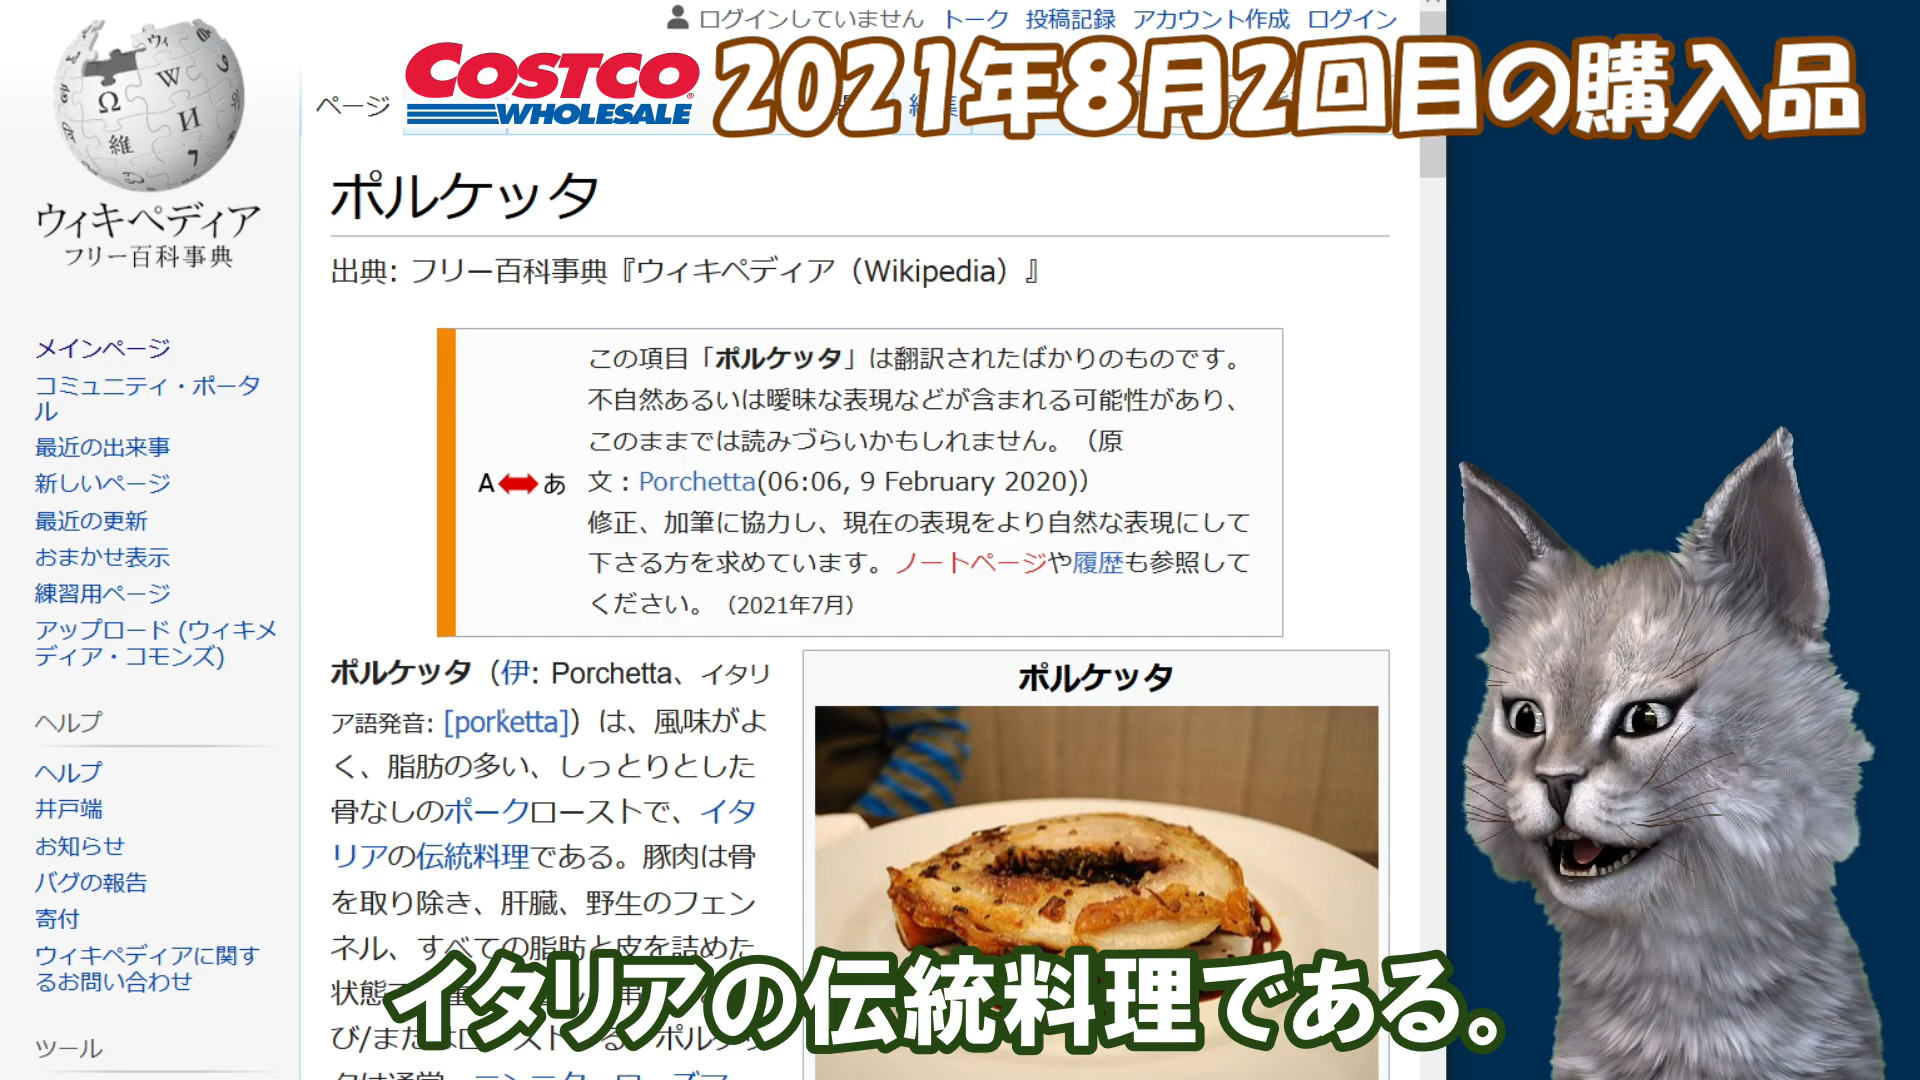 ログインしていません トーク 投稿記録 アカウント作成 ログイン
COSTCO
WHOLESALE
2021年8月2回目の購入品
ページ
ポルケッタ
出典: フリー百科事典『ウィキペディア（Wikipedia）』
ウィキペディア
フリー百科事典
メインページ
コミュニティ・ポータ
ル
最近の出来事
新しいページ
最近の更新
おまかせ表示
練習用ページ
アップロード (ウィキメ
ディア・コモンズ)
ヘルプ
ヘルプ
井戸端
お知らせ
バグの報告
寄付
ウィキペディアに関す
るお問い合わせ
ツール
この項目「ポルケッタ」は翻訳されたばかりのものです。
不自然あるいは曖昧な表現などが含まれる可能性があり、
このままでは読みづらいかもしれません。（原
A あ 文：Porchetta(06:06, 9 February 2020)）
修正、加筆に協力し、現在の表現をより自然な表現にして
下さる方を求めています。ノートページや履歴も参照して
ください。（2021年7月）
ポルケッタ（伊: Porchetta、イタリ
ア語発音: [porˈketta]）は、風味がよ
く、脂肪の多い、しっとりとした
骨なしのポークローストで、イタ
リアの伝統料理である。豚肉は骨
を取り除き、肝臓、野生のフェン
ネル、すべての脂肪と皮を詰めた
状態で
び/また
ポルケッタ
イタリアの伝統料理である。